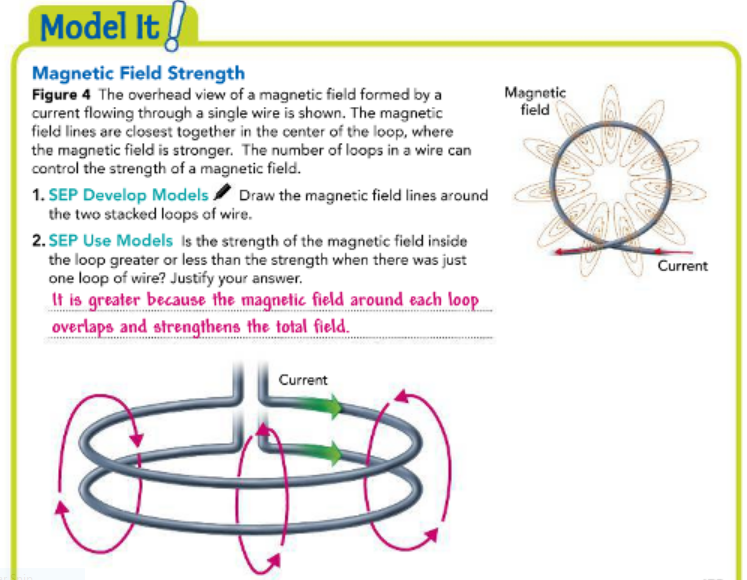 Model It!
Magnetic Field Strength
Figure 4 The overhead view of a magnetic field formed by a
current flowing through a single wire is shown. The magnetic
field lines are closest together in the center of the loop, where
the magnetic field is stronger. The number of loops in a wire can
control the strength of a magnetic field.
1. SEP Develop Models Draw the magnetic field lines around
the two stacked loops of wire.
2. SEP Use Models Is the strength of the magnetic field inside
the loop greater or less than the strength when there was just
one loop of wire? Justify your answer.
It is greater because the magnetic field around each loop
overlaps and strengthens the total field.
Magnetic
field
Current
Current